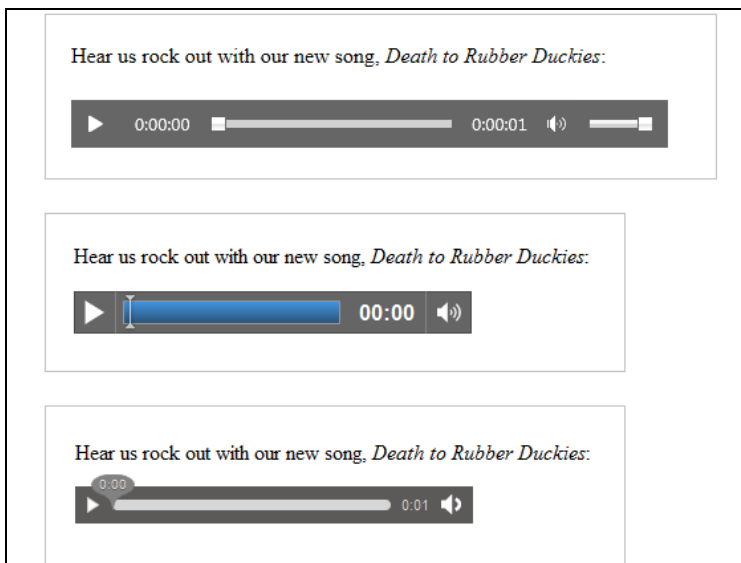 Hear us rock out with our new song, Death to Rubber Duckies:
0:00:00 0:00:01
Hear us rock out with our new song, Death to Rubber Duckies:
00:00
Hear us rock out with our new song, Death to Rubber Duckies:
0:00
0:01